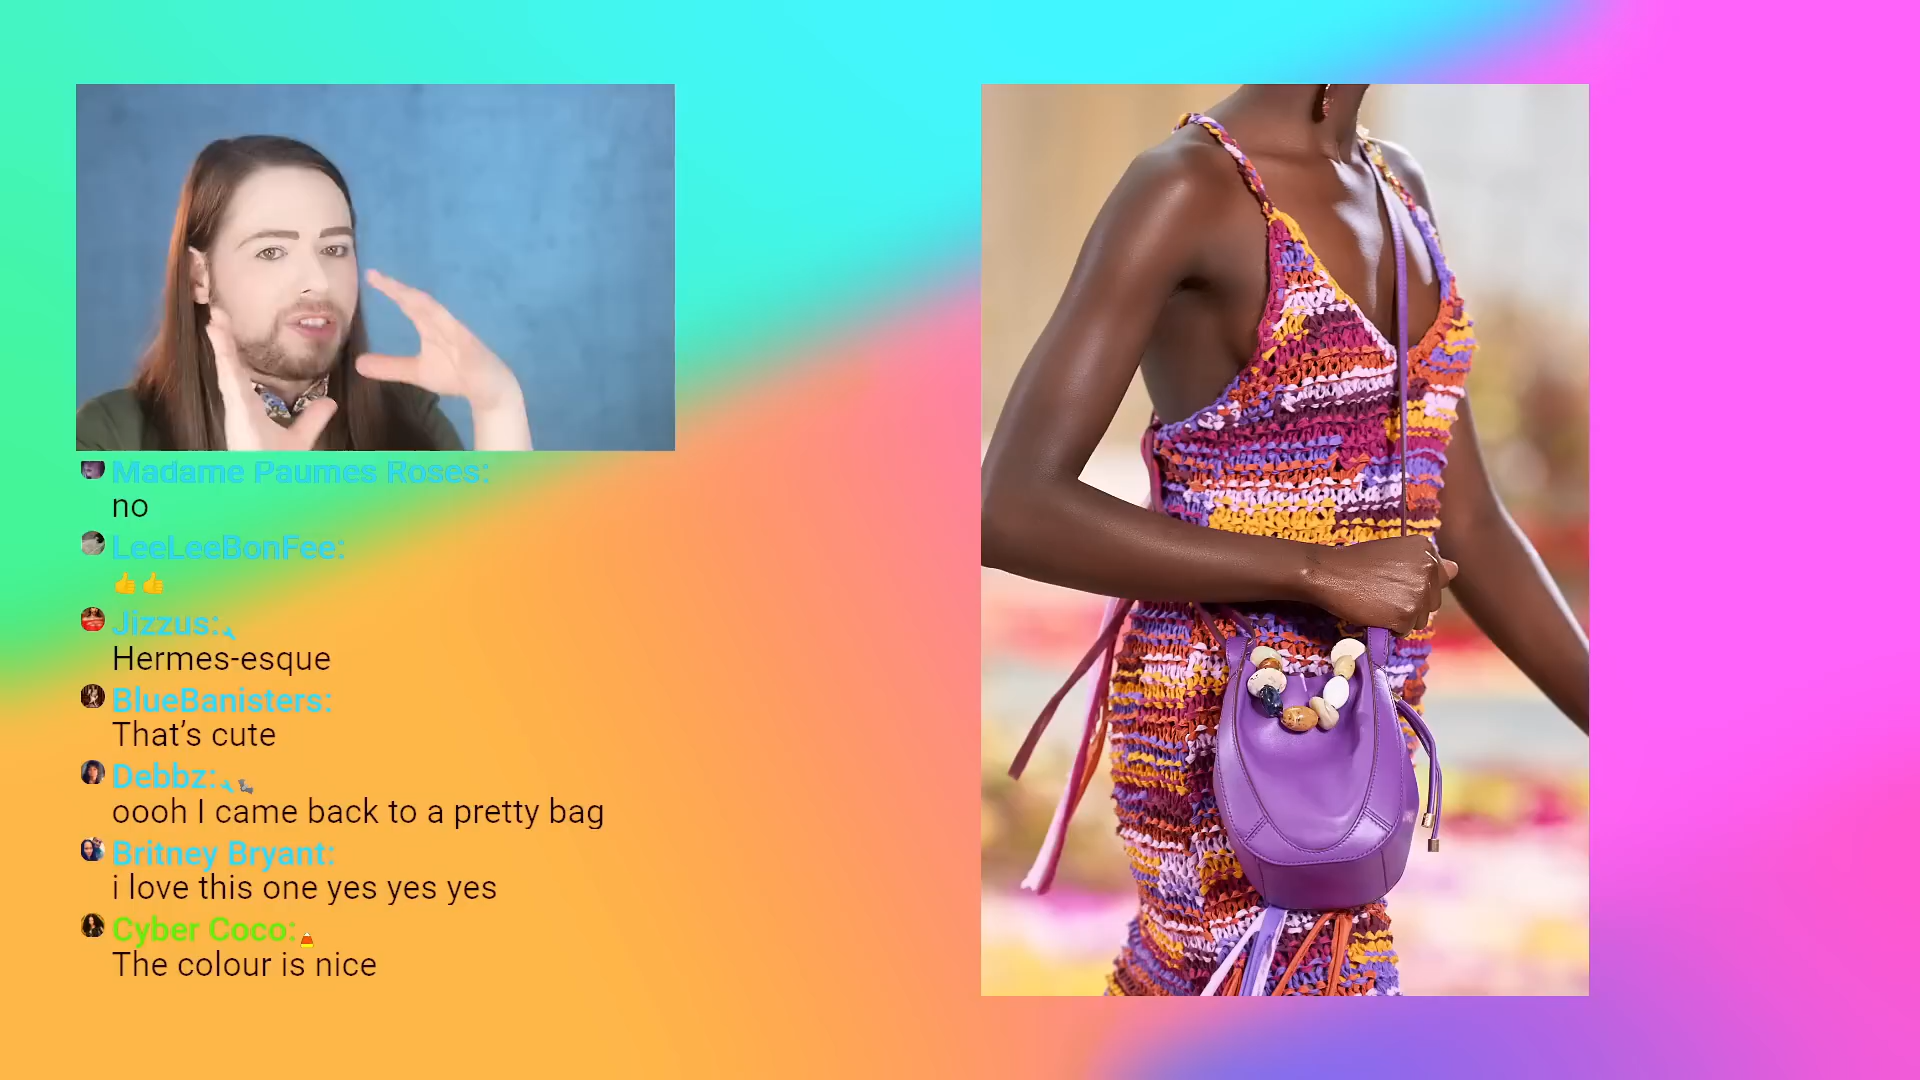 Madame Paumes Roses:
no
LeeLeeBonFee:
👍👍
Jizzus:
Hermes-esque
BlueBanisters:
That’s cute
Debbz:
oooh I came back to a pretty bag
Britney Bryant:
i love this one yes yes yes
Cyber Coco:
The colour is nice